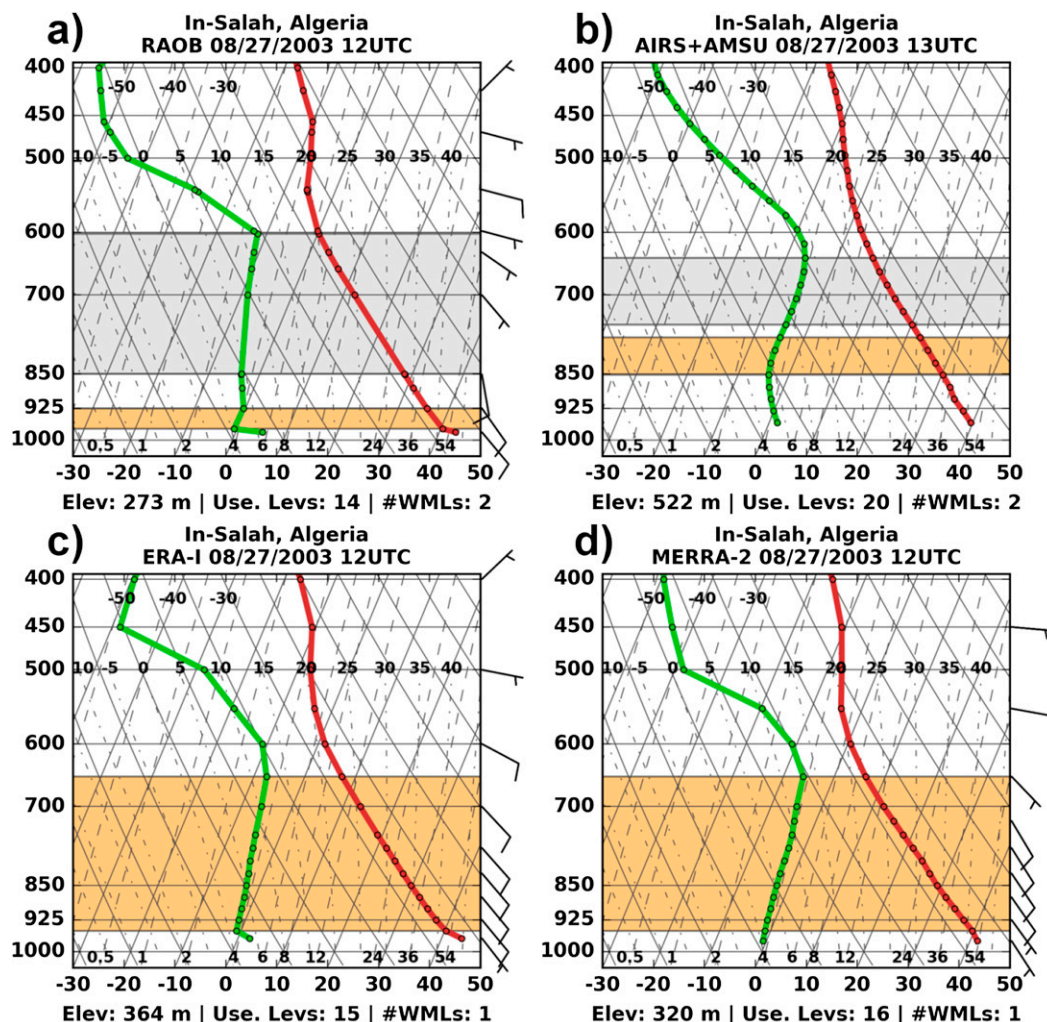 a)
In-Salah, Algeria
RAOB 08/27/2003 12UTC
400
-50 -40 -30
450
500
10 -5 0 5 10 15 20 25 30 35 40
600
700
850
925
1000
0.5 1 2 4 6 8 12 24 36 54
-30 -20 -10 0 10 20 30 40 50
Elev: 273 m | Use. Levs: 14 | #WMLs: 2
b)
In-Salah, Algeria
AIRS+AMSU 08/27/2003 13UTC
400
-50 -40 -30
450
500
10 -5 0 5 10 15 20 25 30 35 40
600
700
850
925
1000
0.5 1 2 4 6 8 12 24 36 54
-30 -20 -10 0 10 20 30 40 50
Elev: 522 m | Use. Levs: 20 | #WMLs: 2
c)
In-Salah, Algeria
ERA-I 08/27/2003 12UTC
400
-50 -40 -30
450
500
10 -5 0 5 10 15 20 25 30 35 40
600
700
850
925
1000
0.5 1 2 4 6 8 12 24 36 54
-30 -20 -10 0 10 20 30 40 50
Elev: 364 m | Use. Levs: 15 | #WMLs: 1
d)
In-Salah, Algeria
MERRA-2 08/27/2003 12UTC
400
-50 -40 -30
450
500
10 -5 0 5 10 15 20 25 30 35 40
600
700
850
925
1000
0.5 1 2 4 6 8 12 24 36 54
-30 -20 -10 0 10 20 30 40 50
Elev: 320 m | Use. Levs: 16 | #WMLs: 1